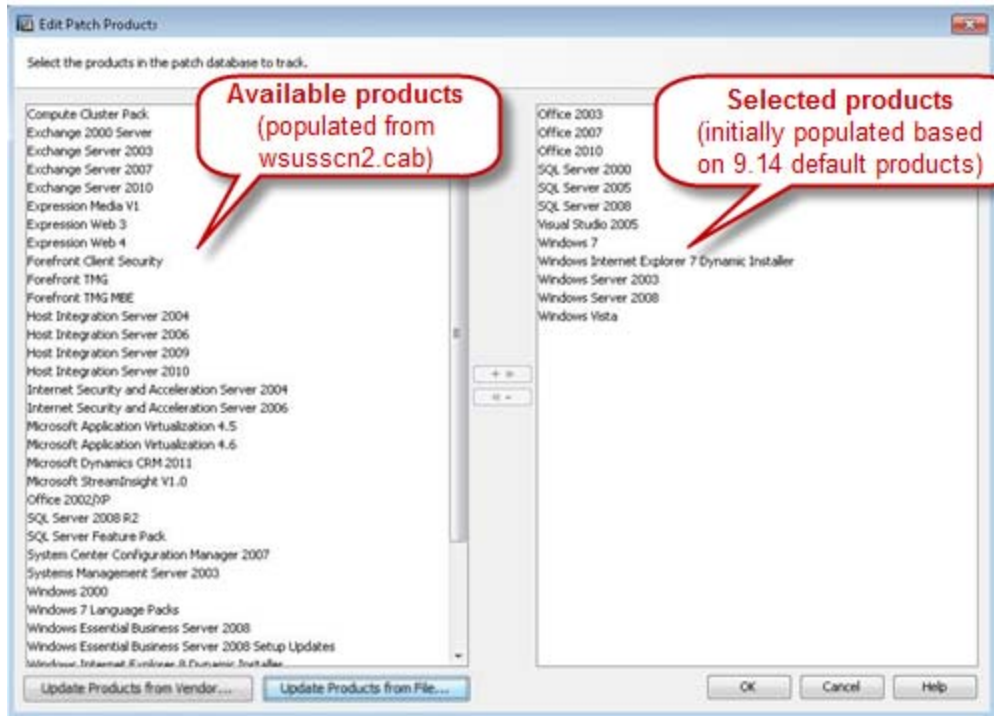 Edit Patch Products
Select the products in the patch database to track.
Available products
(populated from
wsusscn2.cab)
Selected products
(initially populated based
on 9.14 default products)
Compute Cluster Pack
Exchange 2000 Server
Exchange Server 2003
Exchange Server 2007
Exchange Server 2010
Expression Media V1
Expression Web 3
Expression Web 4
Forefront Client Security
Forefront TMG
Forefront TMG MBE
Host Integration Server 2004
Host Integration Server 2006
Host Integration Server 2009
Host Integration Server 2010
Internet Security and Acceleration Server 2004
Internet Security and Acceleration Server 2006
Microsoft Application Virtualization 4.5
Microsoft Application Virtualization 4.6
Microsoft Dynamics CRM 2011
Microsoft StreamInsight V1.0
Office 2002/XP
SQL Server 2008 R2
SQL Server Feature Pack
System Center Configuration Manager 2007
Systems Management Server 2003
Windows 2000
Windows 7 Language Packs
Windows Essential Business Server 2008
Windows Essential Business Server 2008 Setup Updates
Windows Internet Explorer 8 Dynamic Installer
+ »
« -
Office 2003
Office 2007
Office 2010
SQL Server 2000
SQL Server 2005
SQL Server 2008
Visual Studio 2005
Windows 7
Windows Internet Explorer 7 Dynamic Installer
Windows Server 2003
Windows Server 2008
Windows Vista
Update Products from Vendor...
Update Products from File...
OK
Cancel
Help